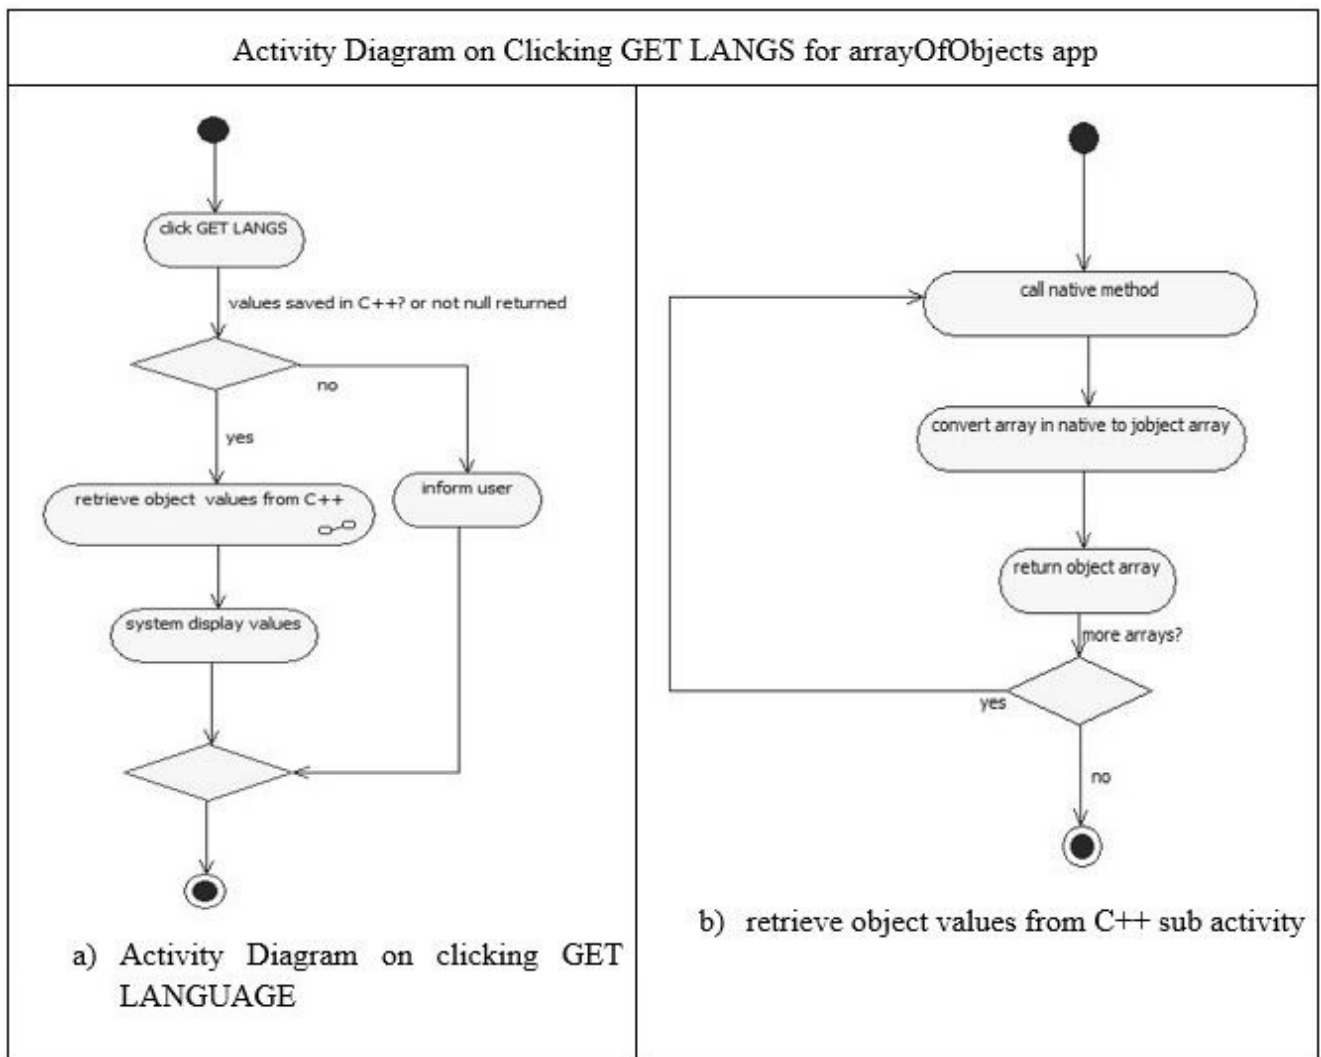 Activity Diagram on Clicking GET LANGS for arrayOfObjects app
click GET LANGS
values saved in C++? or not null returned
no
yes
retrieve object values from C++
inform user
system display values
a) Activity Diagram on clicking GET
LANGUAGE
call native method
convert array in native to jobject array
return object array
more arrays?
yes
no
b) retrieve object values from C++ sub activity